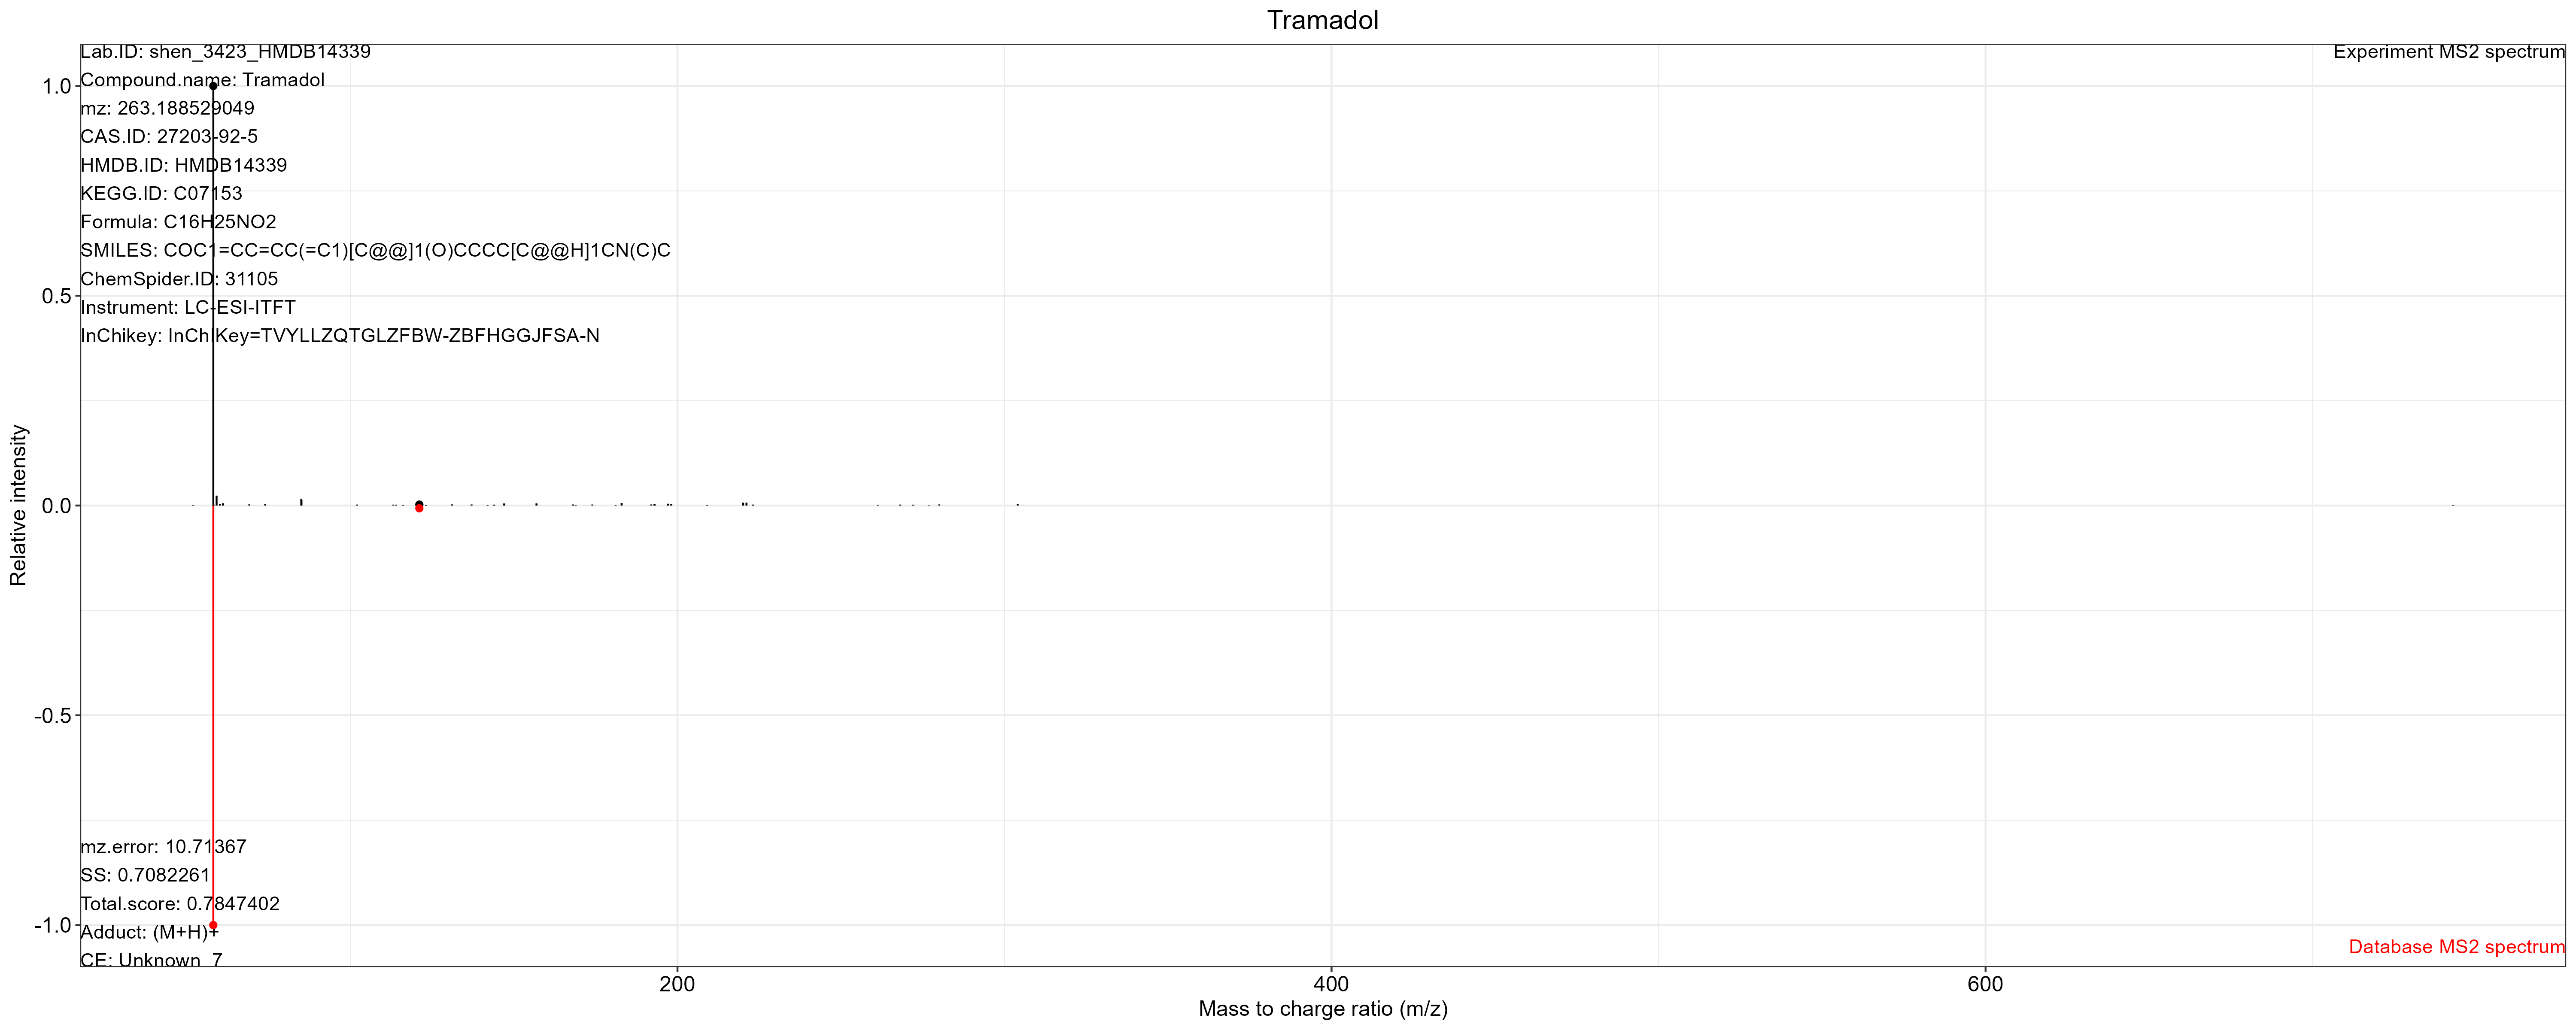 Tramadol
Lab.ID: shen_3423_HMDB14339
Experiment MS2 spectrum
Compound.name: Tramadol
mz: 263.188529049
CAS.ID: 27203-92-5
HMDB.ID: HMDB14339
KEGG.ID: C07153
Formula: C16H25NO2
SMILES: COC1=CC=CC(=C1)[C@@]1(O)CCCC[C@@H]1CN(C)C
ChemSpider.ID: 31105
Instrument: LC-ESI-ITFT
InChikey: InChIKey=TVYLLZQTGLZFBW-ZBFHGGJFSA-N
1.0
0.5
0.0
-0.5
-1.0
Relative intensity
mz.error: 10.71367
SS: 0.7082261
Total.score: 0.7847402
Adduct: (M+H)+
CE: Unknown_7
Database MS2 spectrum
200
400
600
Mass to charge ratio (m/z)